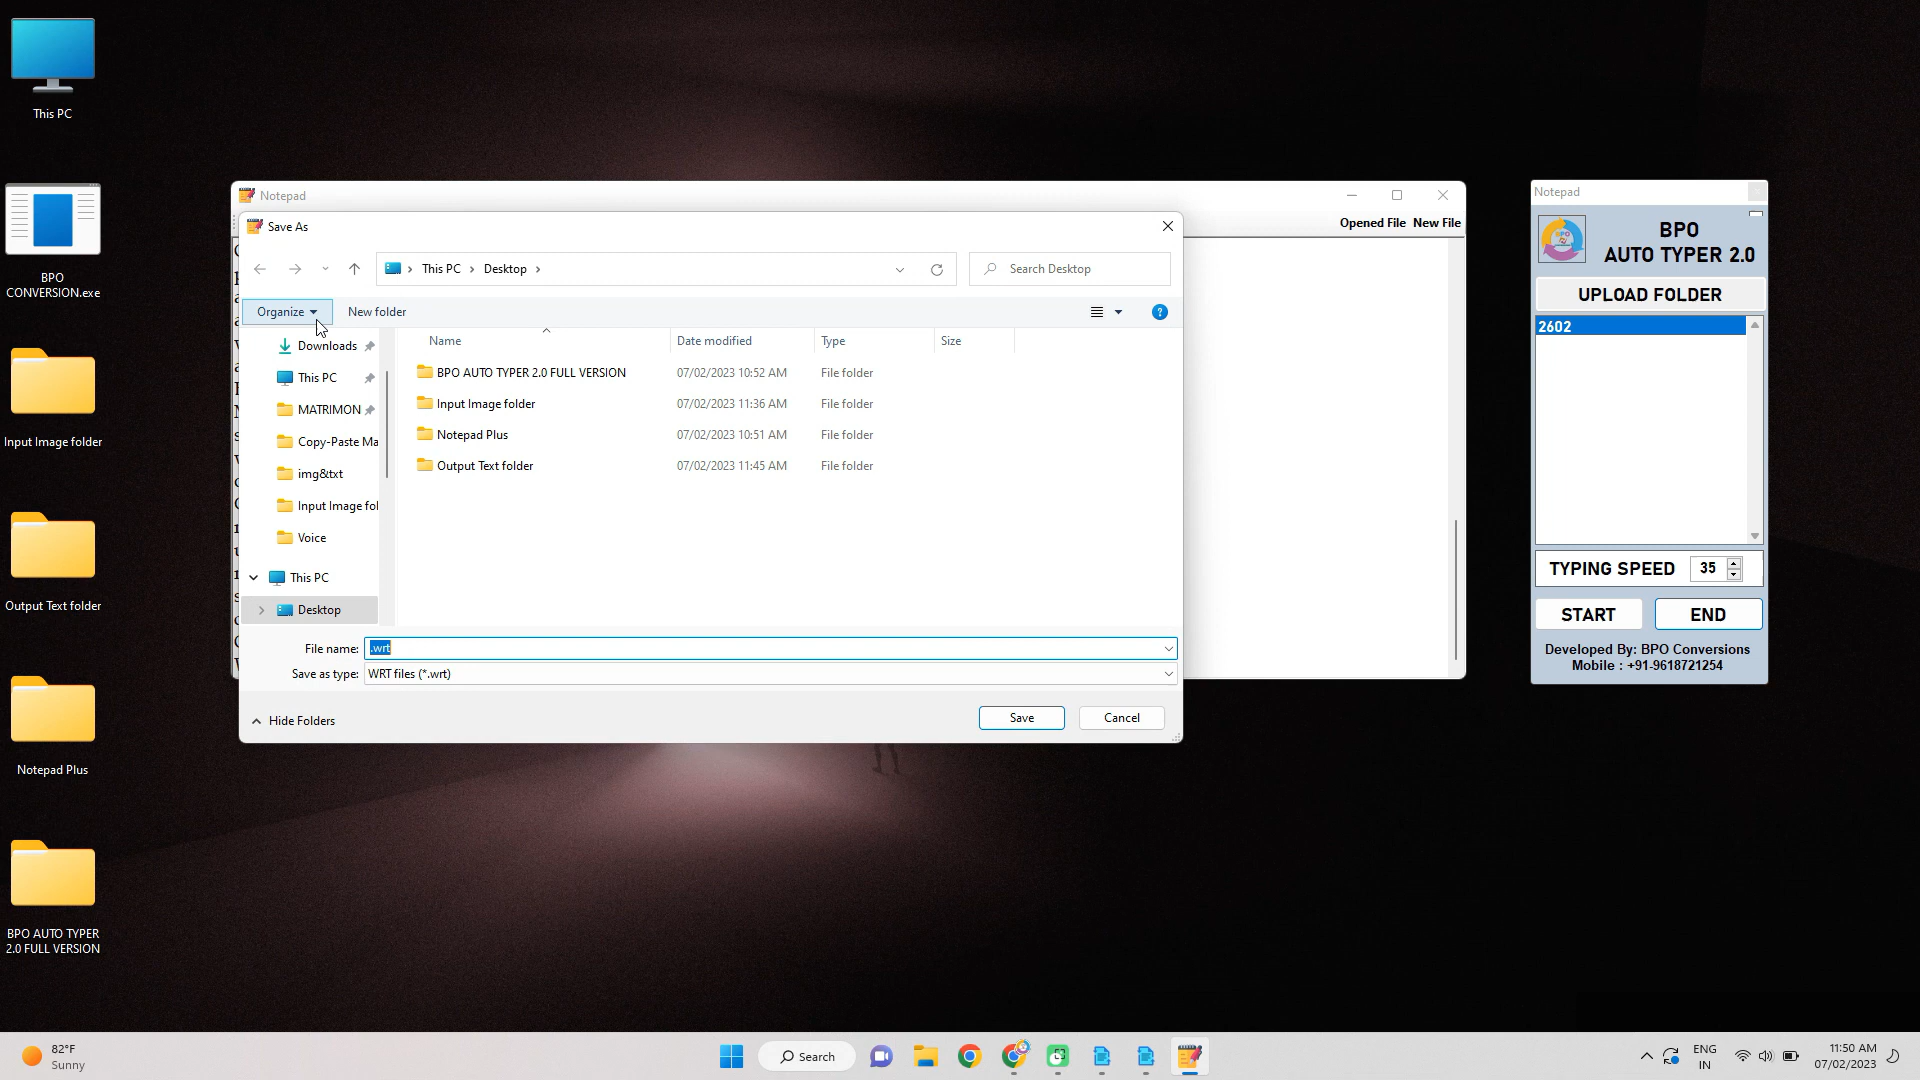 This PC
BPO
CONVERSION.exe
Input Image folder
Output Text folder
Notepad Plus
BPO AUTO TYPER
2.0 FULL VERSION
Notepad
Opened File New File
Save As
This PC Desktop
Search Desktop
Organize New folder
Downloads
This PC
MATRIMON
Copy-Paste Ma
img&txt
Input Image fol
Voice
This PC
Desktop
Name Date modified Type Size
BPO AUTO TYPER 2.0 FULL VERSION 07/02/2023 10:52 AM File folder
Input Image folder 07/02/2023 11:36 AM File folder
Notepad Plus 07/02/2023 10:51 AM File folder
Output Text folder 07/02/2023 11:45 AM File folder
File name: .wrt
Save as type: WRT files (*.wrt)
Hide Folders
Save Cancel
Notepad
BPO
AUTO TYPER 2.0
UPLOAD FOLDER
2602
TYPING SPEED 35
START END
Developed By: BPO Conversions
Mobile : +91-9618721254
82°F
Sunny
Search
ENG
IN
11:50 AM
07/02/2023